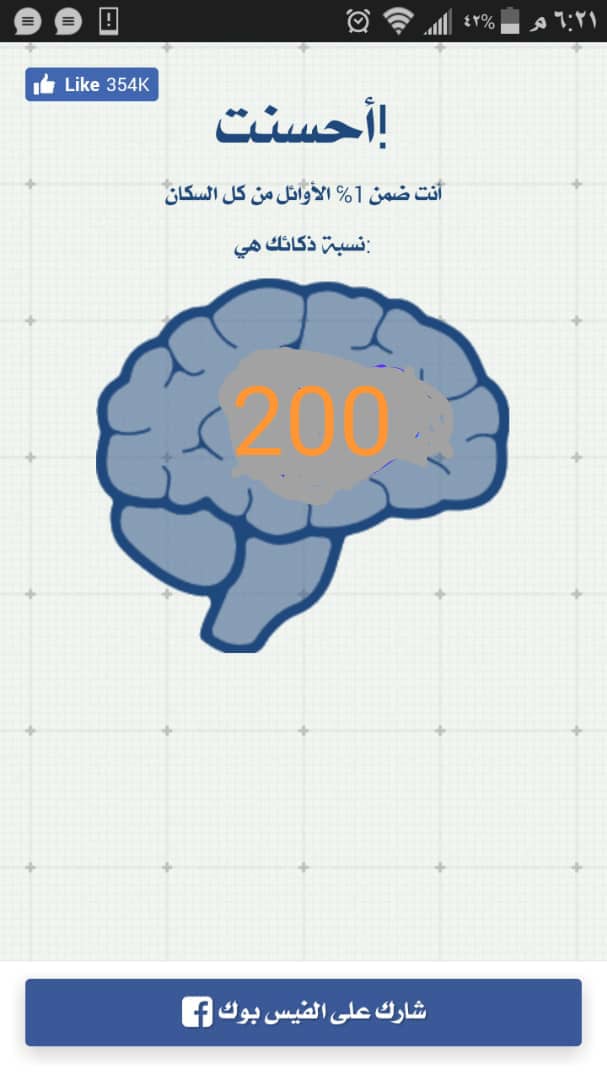 ٤٢% ٦:٢١ م
Like 354K
أحسنت!
أنت ضمن 1% الأوائل من كل السكان
نسبة ذكائك هي:
200
شارك على الفيس بوك